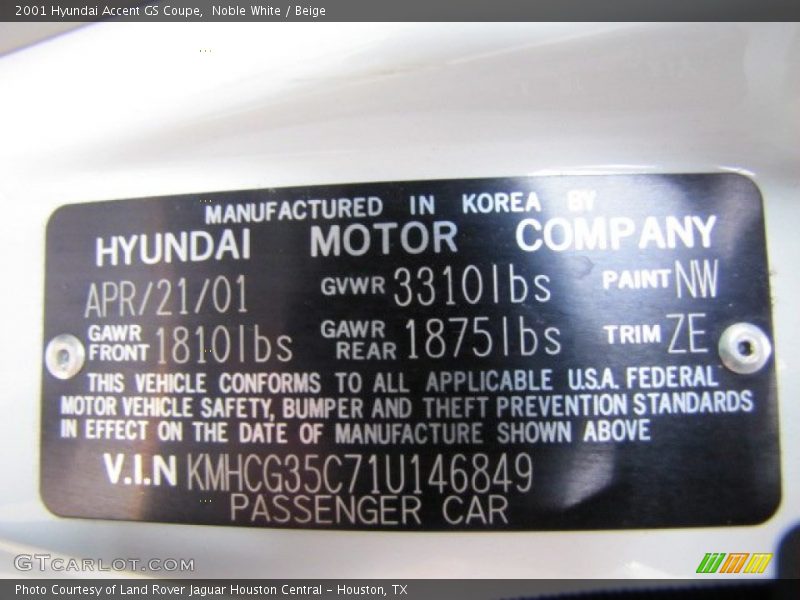 2001 Hyundai Accent GS Coupe, Noble White / Beige
MANUFACTURED IN KOREA BY
HYUNDAI MOTOR COMPANY
APR/21/01 GVWR 3310lbs PAINT NW
GAWR FRONT 1810lbs GAWR REAR 1875lbs TRIM ZE
THIS VEHICLE CONFORMS TO ALL APPLICABLE U.S.A. FEDERAL
MOTOR VEHICLE SAFETY, BUMPER AND THEFT PREVENTION STANDARDS
IN EFFECT ON THE DATE OF MANUFACTURE SHOWN ABOVE
V.I.N KMHCG35C71U146849
PASSENGER CAR
GTCARLOT.COM
Photo Courtesy of Land Rover Jaguar Houston Central - Houston, TX